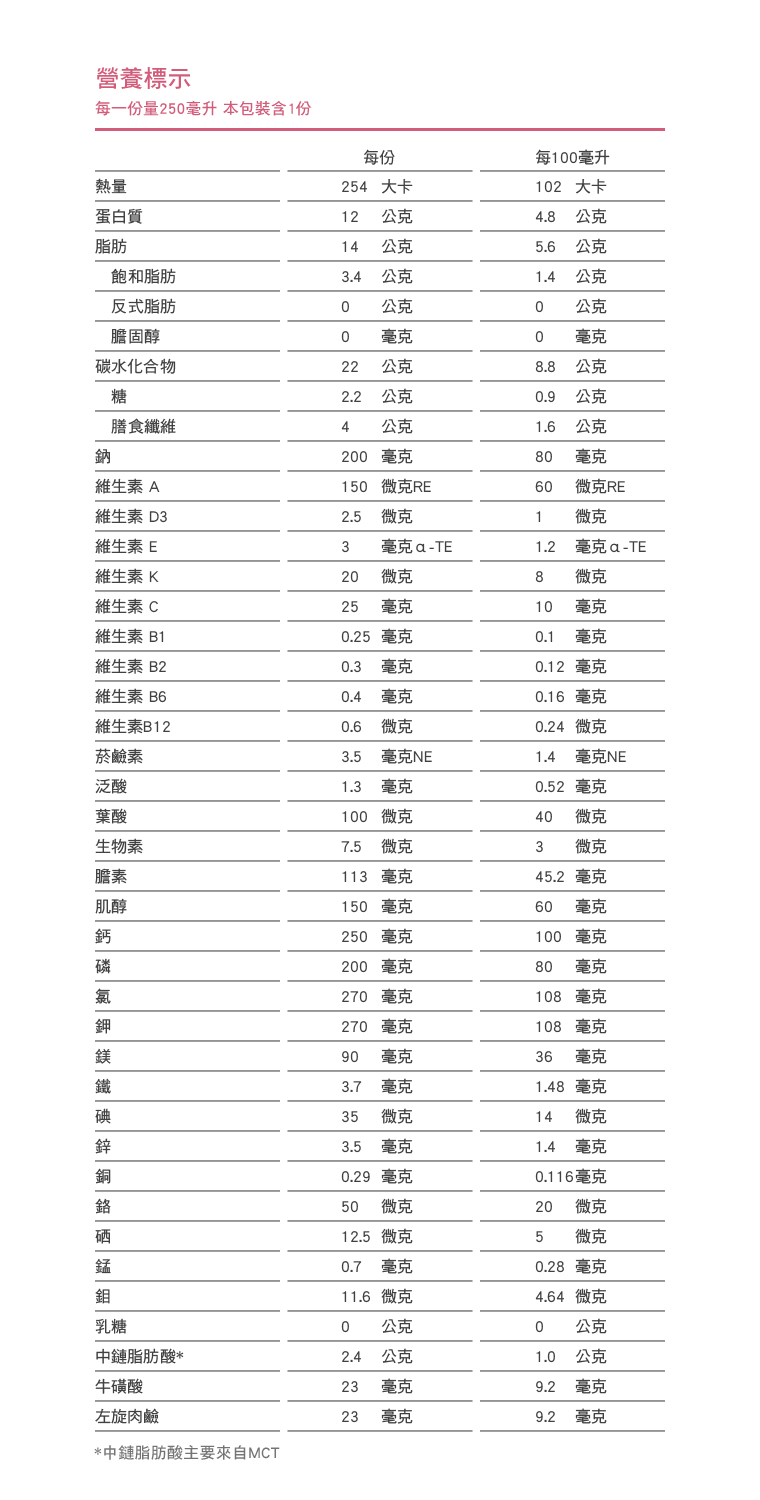 營養標示
每一份量250毫升 本包裝含1份
每份 每100毫升
熱量 254 大卡 102 大卡
蛋白質 12 公克 4.8 公克
脂肪 14 公克 5.6 公克
飽和脂肪 3.4 公克 1.4 公克
反式脂肪 0 公克 0 公克
膽固醇 0 毫克 0 毫克
碳水化合物 22 公克 8.8 公克
糖 2.2 公克 0.9 公克
膳食纖維 4 公克 1.6 公克
鈉 200 毫克 80 毫克
維生素 A 150 微克RE 60 微克RE
維生素 D3 2.5 微克 1 微克
維生素 E 3 毫克α-TE 1.2 毫克α-TE
維生素 K 20 微克 8 微克
維生素 C 25 毫克 10 毫克
維生素 B1 0.25 毫克 0.1 毫克
維生素 B2 0.3 毫克 0.12 毫克
維生素 B6 0.4 毫克 0.16 毫克
維生素B12 0.6 微克 0.24 微克
菸鹼素 3.5 毫克NE 1.4 毫克NE
泛酸 1.3 毫克 0.52 毫克
葉酸 100 微克 40 微克
生物素 7.5 微克 3 微克
膽素 113 毫克 45.2 毫克
肌醇 150 毫克 60 毫克
鈣 250 毫克 100 毫克
磷 200 毫克 80 毫克
氯 270 毫克 108 毫克
鉀 270 毫克 108 毫克
鎂 90 毫克 36 毫克
鐵 3.7 毫克 1.48 毫克
碘 35 微克 14 微克
鋅 3.5 毫克 1.4 毫克
銅 0.29 毫克 0.116毫克
鉻 50 微克 20 微克
硒 12.5 微克 5 微克
錳 0.7 毫克 0.28 毫克
鉬 11.6 微克 4.64 微克
乳糖 0 公克 0 公克
中鏈脂肪酸* 2.4 公克 1.0 公克
牛磺酸 23 毫克 9.2 毫克
左旋肉鹼 23 毫克 9.2 毫克
*中鏈脂肪酸主要來自MCT